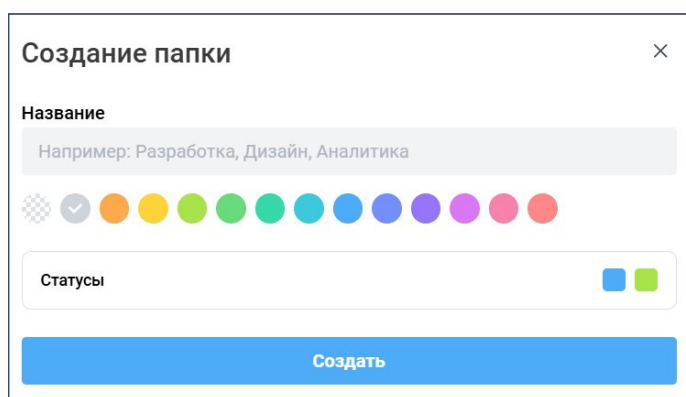 Создание папки
Название
Например: Разработка, Дизайн, Аналитика
Статусы
Создать